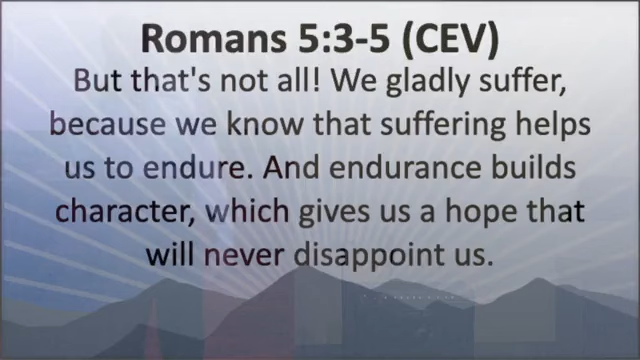 Romans 5:3-5 (CEV)
But that's not all! We gladly suffer,
because we know that suffering helps
us to endure. And endurance builds
character, which gives us a hope that
will never disappoint us.